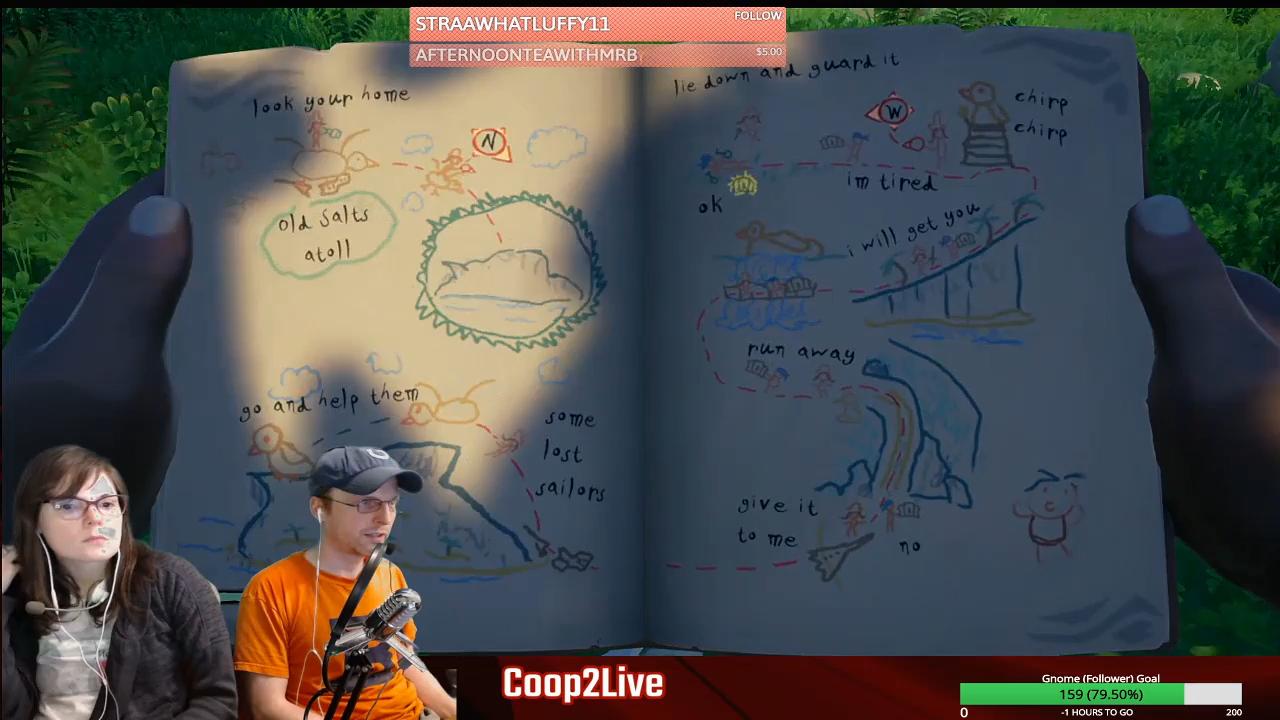 STRAAWHATLUFFY11 FOLLOW
AFTERNOONTEAWITHMRB $5.00
look your home
N
old salts
atoll
go and help them
some
lost
sailors
lie down and guard it
W
chirp
chirp
im tired
ok
i will get you
run away
give it
to me
no
Coop2Live
Gnome (Follower) Goal
159 (79.50%)
0 -1 HOURS TO GO 200